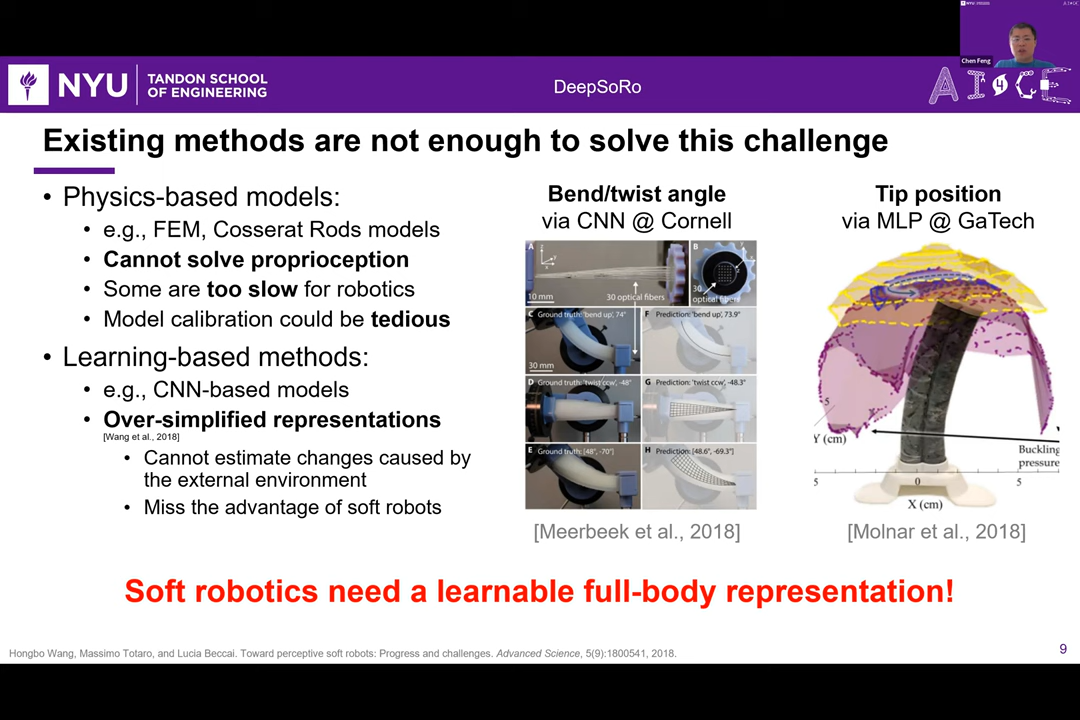 NYU
TANDON SCHOOL
OF ENGINEERING
DeepSoRo
Chen Feng
AI4CE
Existing methods are not enough to solve this challenge
• Physics-based models:
• e.g., FEM, Cosserat Rods models
• Cannot solve proprioception
• Some are too slow for robotics
• Model calibration could be tedious
• Learning-based methods:
• e.g., CNN-based models
• Over-simplified representations
[Wang et al., 2018]
• Cannot estimate changes caused by
the external environment
• Miss the advantage of soft robots
Bend/twist angle
via CNN @ Cornell
A
10 mm
30 optical fibers
B
30
optical fibers
C Ground truth: 'bend up', 74°
30 mm
F Prediction: 'bend up', 73.9°
D Ground truth: 'twist ccw', -48°
G Prediction: 'twist ccw', -48.3°
E Ground truth: [48°, -70°]
H Prediction: [48.6°, -69.3°]
[Meerbeek et al., 2018]
Tip position
via MLP @ GaTech
5
Y (cm)
Buckling
pressure
5 0 5
X (cm)
[Molnar et al., 2018]
Soft robotics need a learnable full-body representation!
Hongbo Wang, Massimo Totaro, and Lucia Beccai. Toward perceptive soft robots: Progress and challenges. Advanced Science, 5(9):1800541, 2018.
9